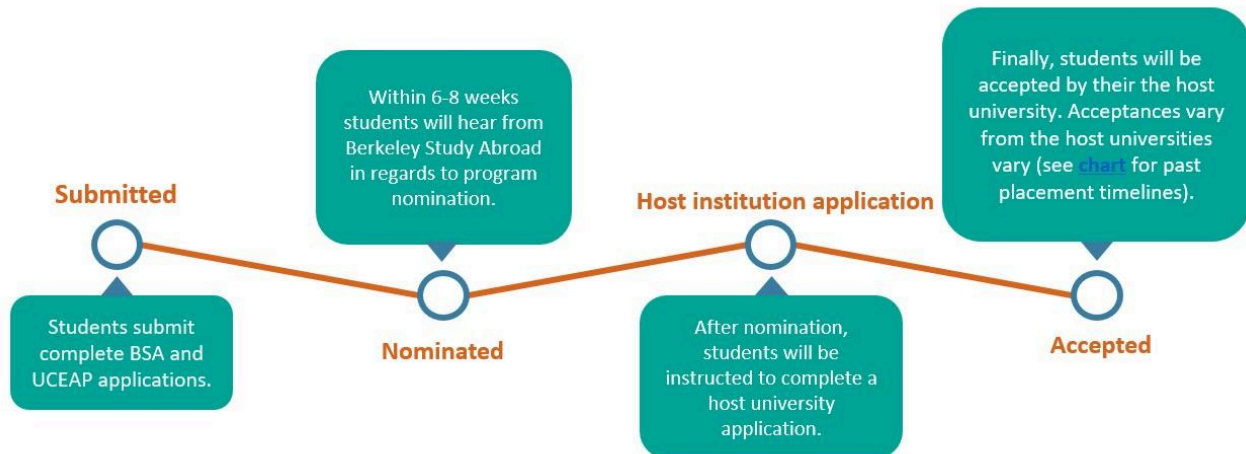 Submitted
Students submit
complete BSA and
UCEAP applications.
Within 6-8 weeks
students will hear from
Berkeley Study Abroad
in regards to program
nomination.
Nominated
Host institution application
After nomination,
students will be
instructed to complete a
host university
application.
Finally, students will be
accepted by their the host
university. Acceptances vary
from the host universities
vary (see chart for past
placement timelines).
Accepted